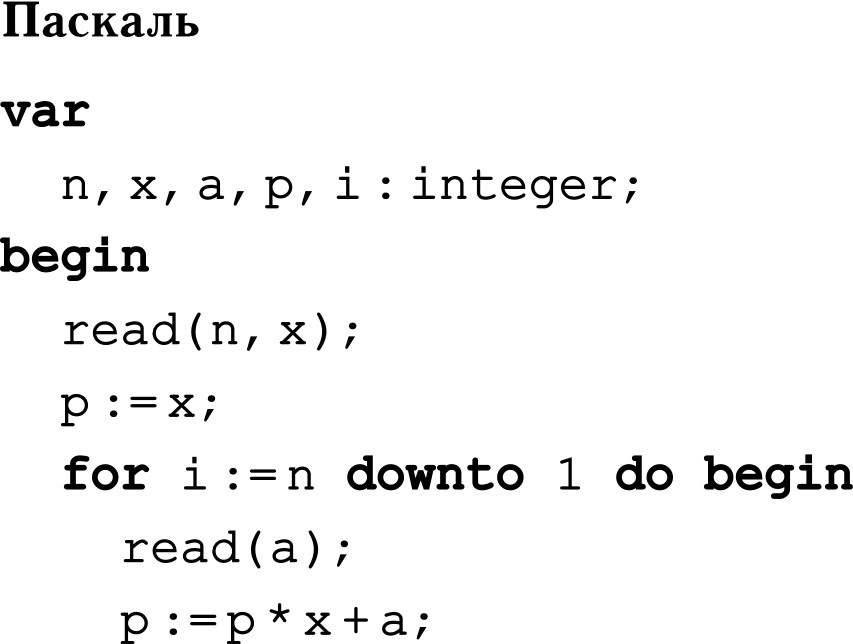 Паскаль
var
n, x, a, p, i : integer;
begin
read(n, x);
p := x;
for i := n downto 1 do begin
read(a);
p := p * x + a;